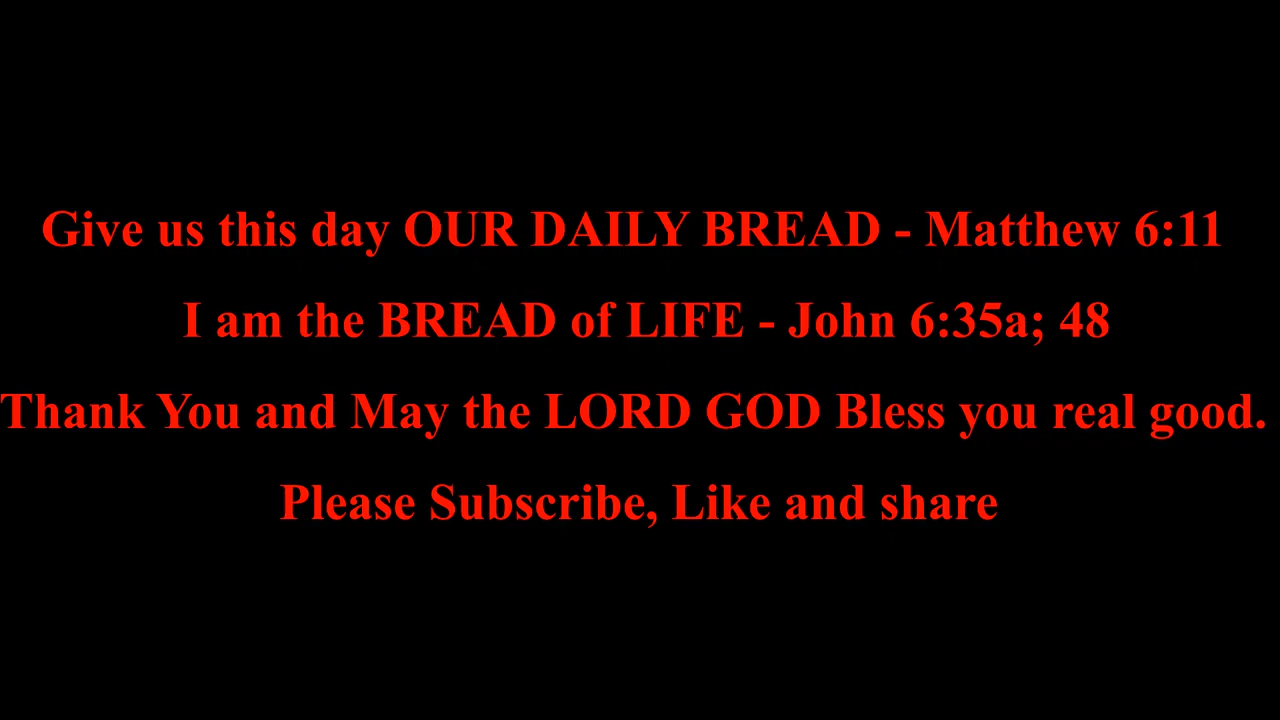 Give us this day OUR DAILY BREAD - Matthew 6:11
I am the BREAD of LIFE - John 6:35a; 48
Thank You and May the LORD GOD Bless you real good.
Please Subscribe, Like and share